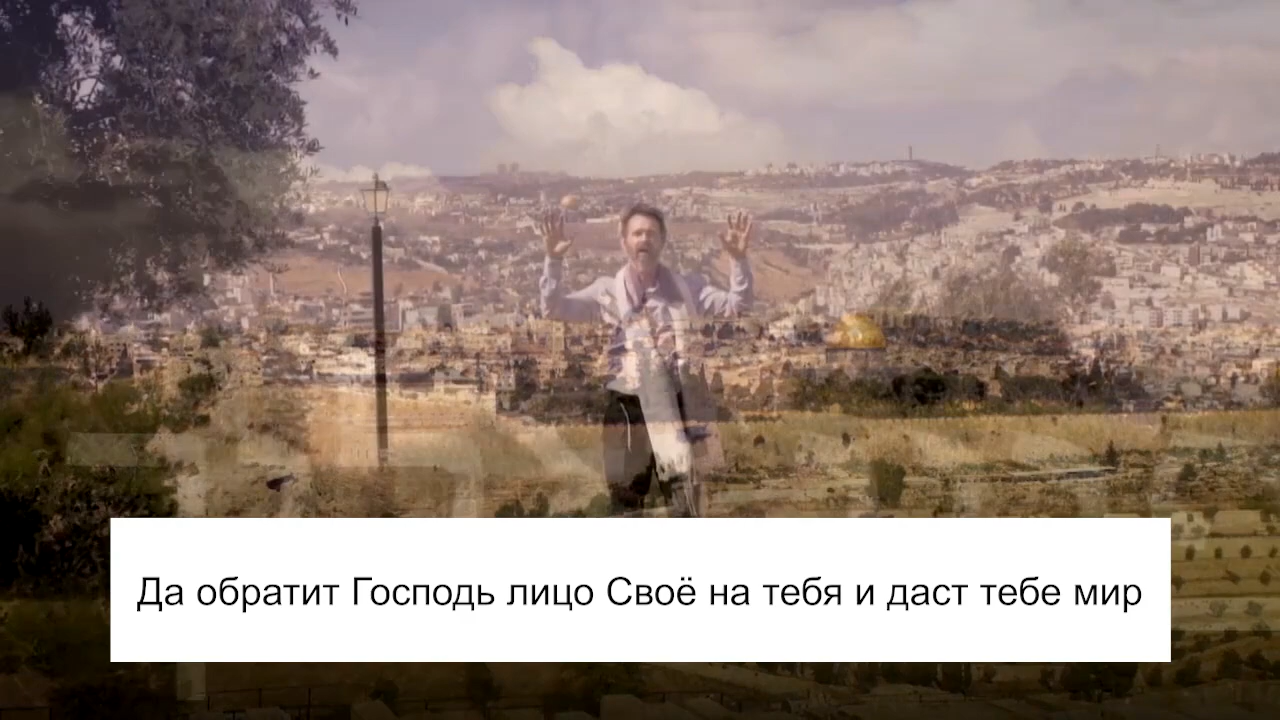 Да обратит Господь лицо Своё на тебя и даст тебе мир